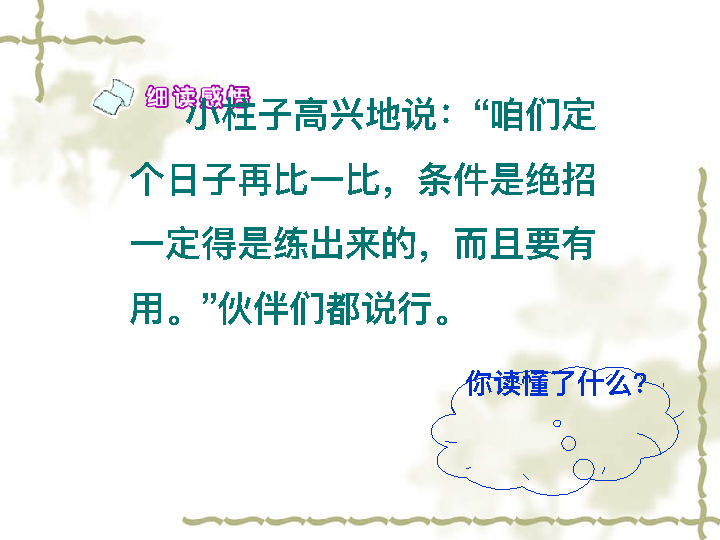 细读感悟
小柱子高兴地说：“咱们定
个日子再比一比，条件是绝招
一定得是练出来的，而且要有
用。”伙伴们都说行。
你读懂了什么？